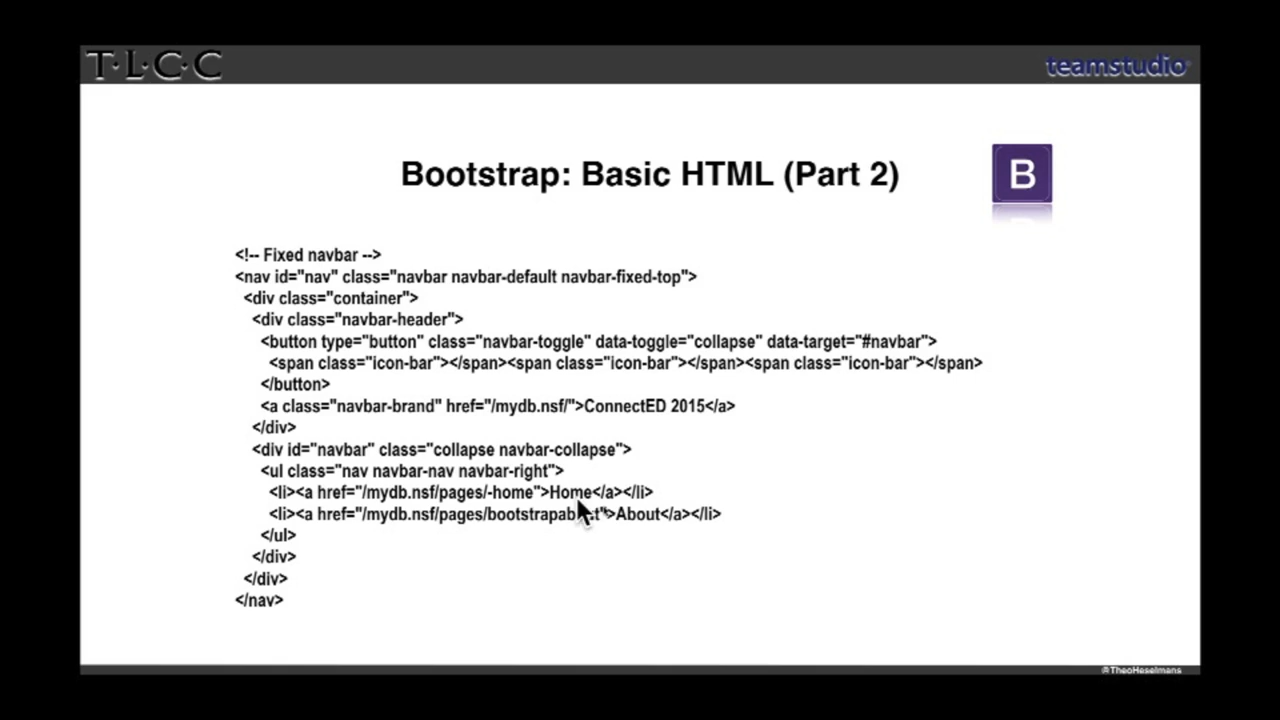 T·L·C·C
teamstudio
Bootstrap: Basic HTML (Part 2)
B
<!-- Fixed navbar -->
<nav id="nav" class="navbar navbar-default navbar-fixed-top">
<div class="container">
<div class="navbar-header">
<button type="button" class="navbar-toggle" data-toggle="collapse" data-target="#navbar">
<span class="icon-bar"></span><span class="icon-bar"></span><span class="icon-bar"></span>
</button>
<a class="navbar-brand" href="/mydb.nsf/">ConnectED 2015</a>
</div>
<div id="navbar" class="collapse navbar-collapse">
<ul class="nav navbar-nav navbar-right">
<li><a href="/mydb.nsf/pages/-home">Home</a></li>
<li><a href="/mydb.nsf/pages/">About</a></li>
</ul>
</div>
</div>
</nav>
@TheoHeselmans